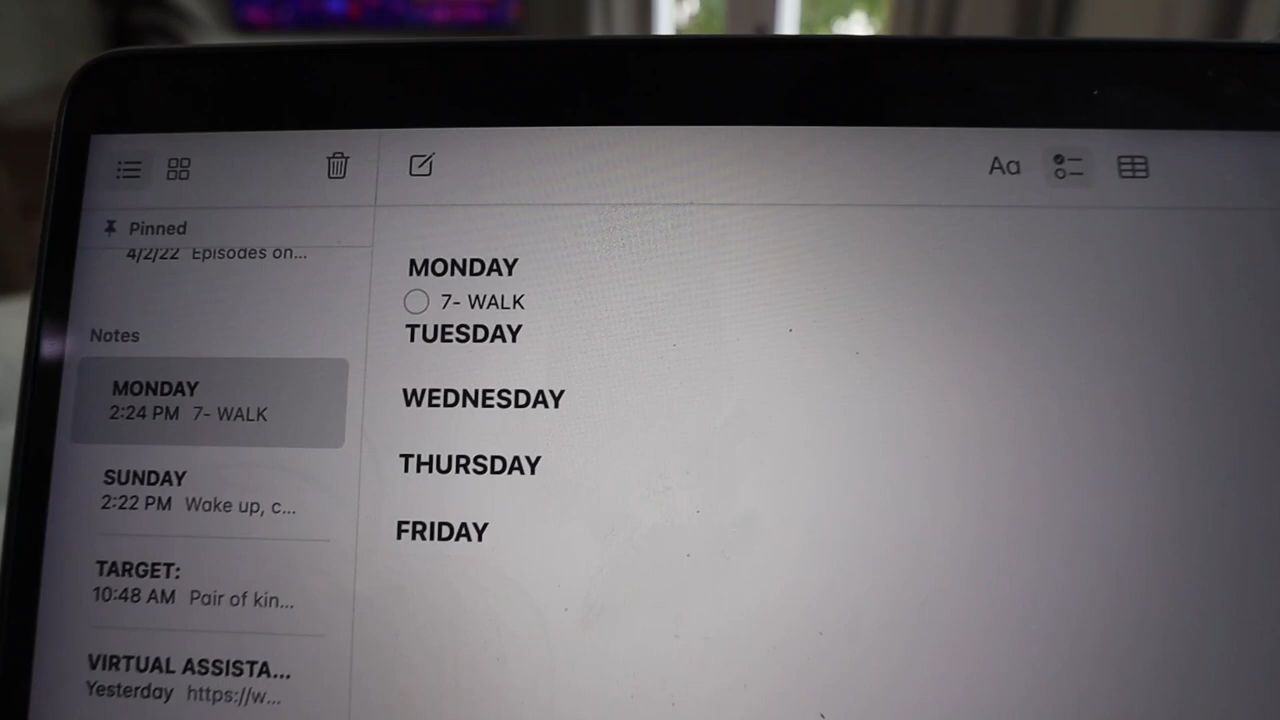 Aa
Pinned
4/2/22 Episodes on...
Notes
MONDAY
2:24 PM 7- WALK
SUNDAY
2:22 PM Wake up, c...
TARGET:
10:48 AM Pair of kin...
VIRTUAL ASSISTA...
Yesterday https://w...
MONDAY
7- WALK
TUESDAY
WEDNESDAY
THURSDAY
FRIDAY